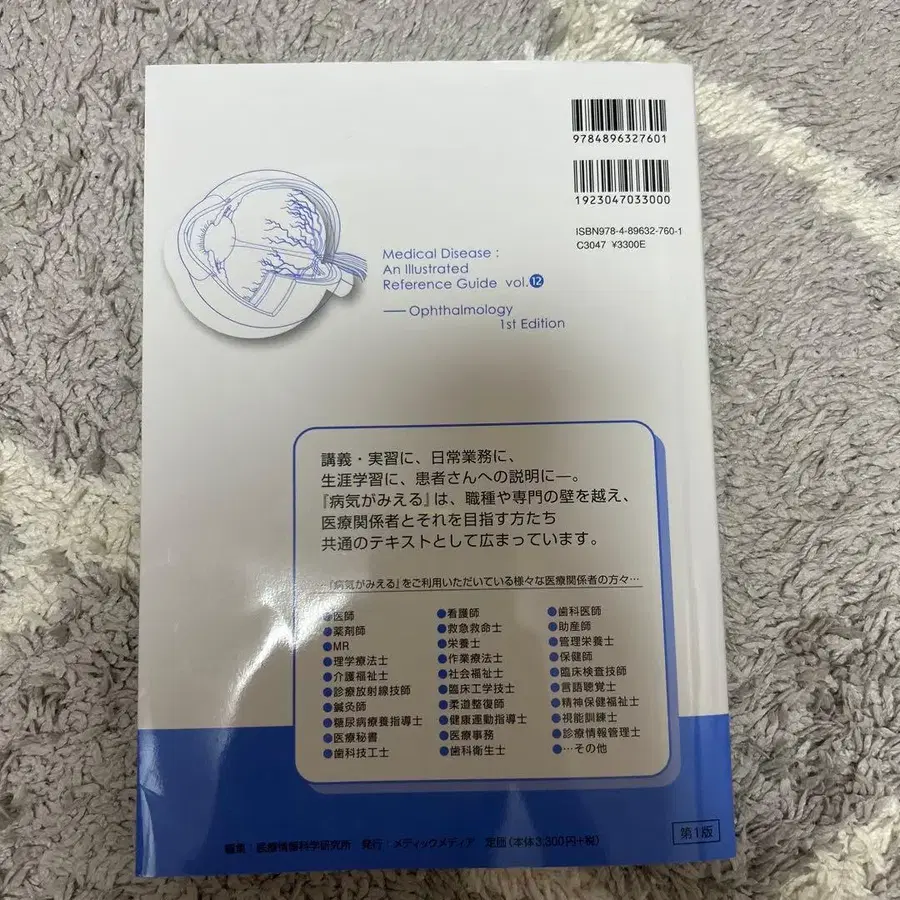 9784896327601
1923047033000
ISBN978-4-89632-760-1
C3047 ¥3300E
Medical Disease :
An Illustrated
Reference Guide vol.⓬
── Ophthalmology
1st Edition
講義・実習に、日常業務に、
生涯学習に、患者さんへの説明に―。
『病気がみえる』は、職種や専門の壁を越え、
医療関係者とそれを目指す方たち
共通のテキストとして広まっています。
…『病気がみえる』をご利用いただいている様々な医療関係者の方々…
●医師 ●看護師 ●歯科医師
●薬剤師 ●救急救命士 ●助産師
●MR ●栄養士 ●管理栄養士
●理学療法士 ●作業療法士 ●保健師
●介護福祉士 ●社会福祉士 ●臨床検査技師
●診療放射線技師 ●臨床工学技士 ●言語聴覚士
●鍼灸師 ●柔道整復師 ●精神保健福祉士
●糖尿病療養指導士 ●健康運動指導士 ●視能訓練士
●医療秘書 ●医療事務 ●診療情報管理士
●歯科技工士 ●歯科衛生士 ●…その他
第1版
編集：医療情報科学研究所 発行：メディックメディア 定価（本体3,300円+税）